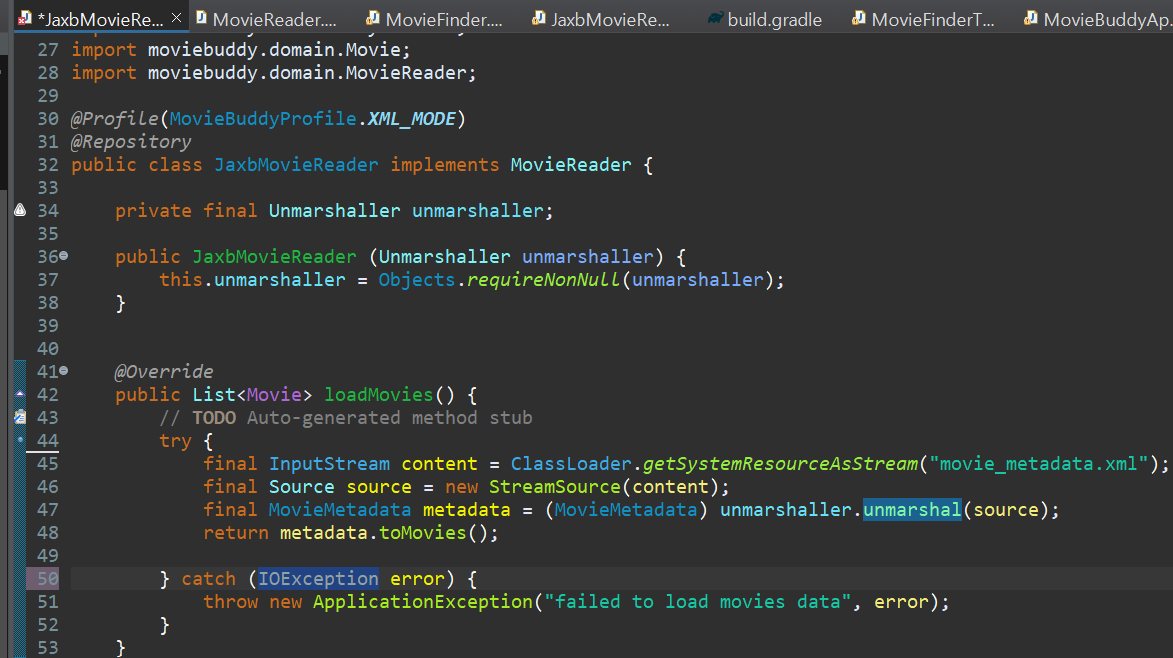 *JaxbMovieRe... MovieReader.... MovieFinder.... JaxbMovieRe... build.gradle MovieFinderT... MovieBuddyAp...
27 import moviebuddy.domain.Movie;
28 import moviebuddy.domain.MovieReader;
29
30 @Profile(MovieBuddyProfile.XML_MODE)
31 @Repository
32 public class JaxbMovieReader implements MovieReader {
33
34 private final Unmarshaller unmarshaller;
35
36 public JaxbMovieReader (Unmarshaller unmarshaller) {
37 this.unmarshaller = Objects.requireNonNull(unmarshaller);
38 }
39
40
41 @Override
42 public List<Movie> loadMovies() {
43 // TODO Auto-generated method stub
44 try {
45 final InputStream content = ClassLoader.getSystemResourceAsStream("movie_metadata.xml");
46 final Source source = new StreamSource(content);
47 final MovieMetadata metadata = (MovieMetadata) unmarshaller.unmarshal(source);
48 return metadata.toMovies();
49
50 } catch (IOException error) {
51 throw new ApplicationException("failed to load movies data", error);
52 }
53 }